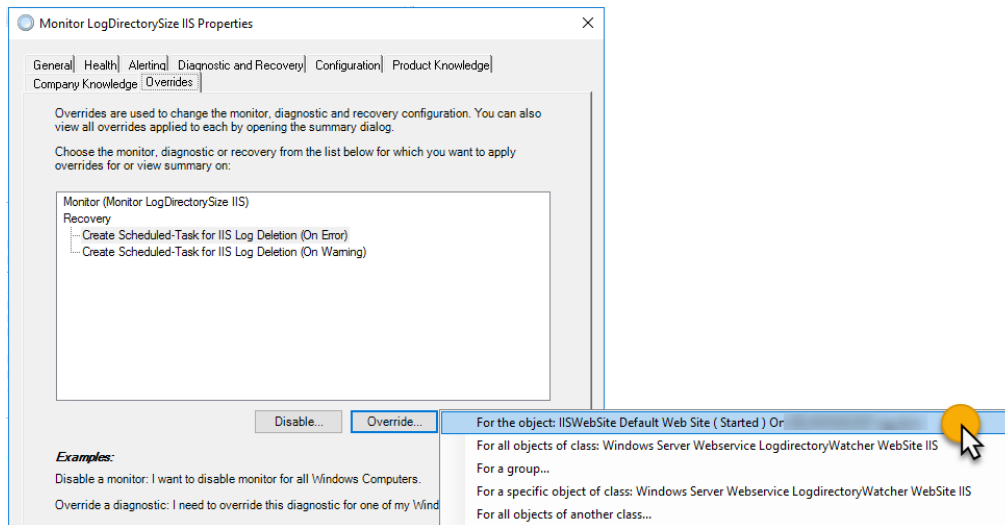 Monitor LogDirectorySize IIS Properties
General Health Alerting Diagnostic and Recovery Configuration Product Knowledge
Company Knowledge Overrides
Overrides are used to change the monitor, diagnostic and recovery configuration. You can also
view all overrides applied to each by opening the summary dialog.
Choose the monitor, diagnostic or recovery from the list below for which you want to apply
overrides for or view summary on:
Monitor (Monitor LogDirectorySize IIS)
Recovery
Create Scheduled-Task for IIS Log Deletion (On Error)
Create Scheduled-Task for IIS Log Deletion (On Warning)
Disable... Override...
For the object: IISWebSite Default Web Site ( Started ) On
For all objects of class: Windows Server Webservice LogdirectoryWatcher WebSite IIS
For a group...
For a specific object of class: Windows Server Webservice LogdirectoryWatcher WebSite IIS
For all objects of another class...
Examples:
Disable a monitor: I want to disable monitor for all Windows Computers.
Override a diagnostic: I need to override this diagnostic for one of my Wind